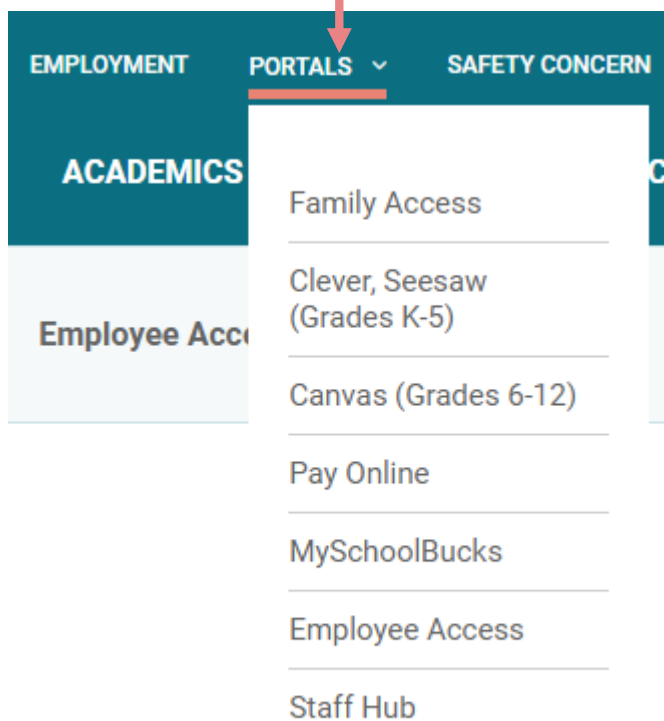 EMPLOYMENT PORTALS SAFETY CONCERN
ACADEMICS
Family Access
Clever, Seesaw
(Grades K-5)
Employee
Canvas (Grades 6-12)
Pay Online
MySchoolBucks
Employee Access
Staff Hub